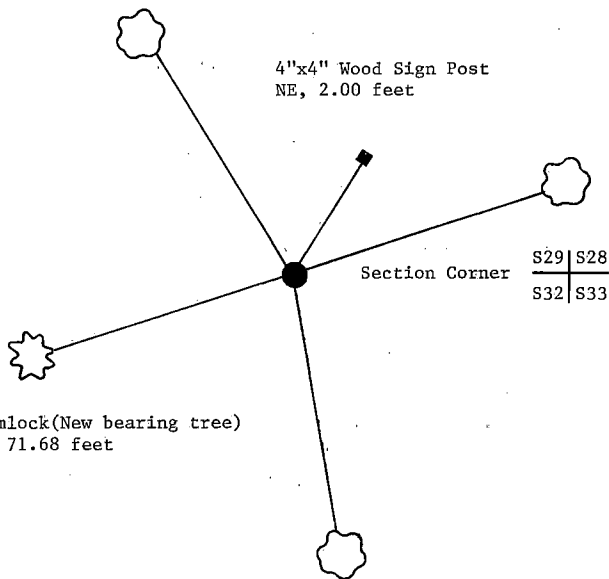 4"x4" Wood Sign Post
NE, 2.00 feet
Section Corner
S29 S28
S32 S33
(New bearing tree)
71.68 feet